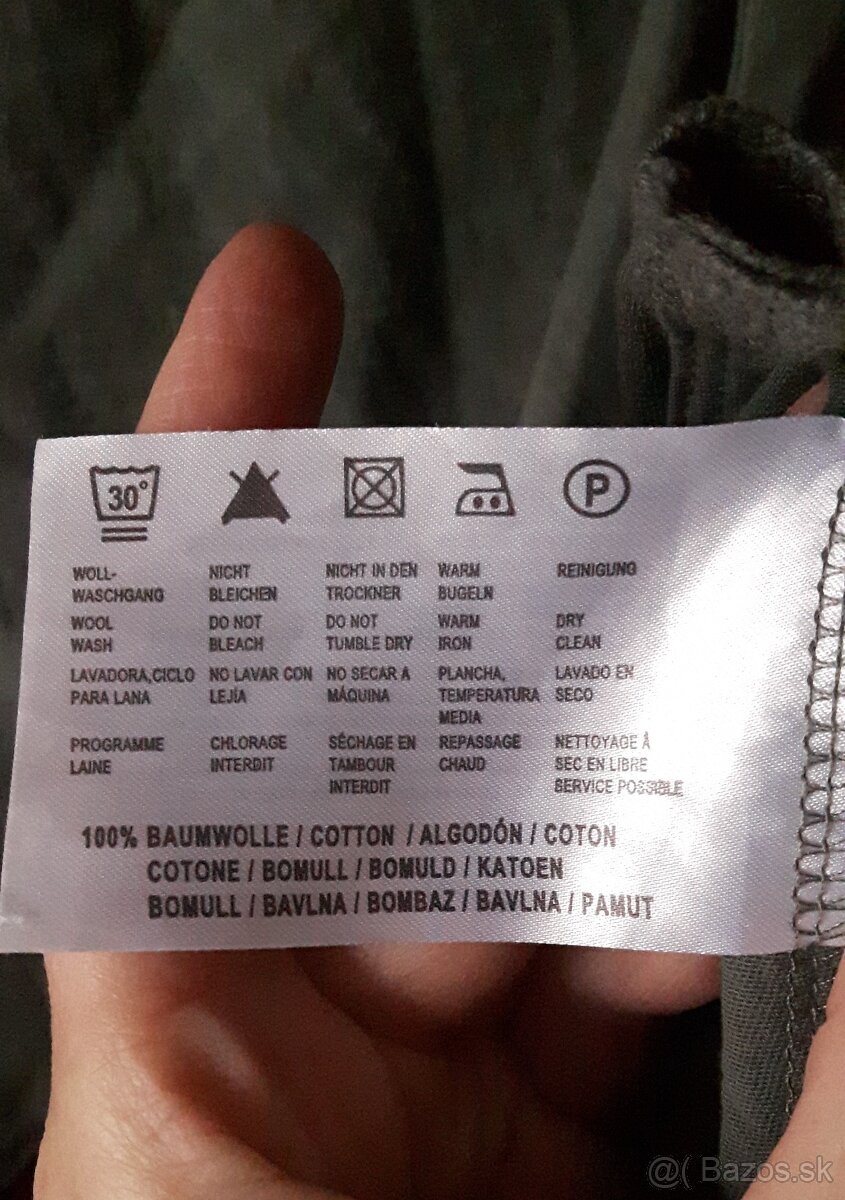 30°
P
WOLL-
WASCHGANG
NICHT
BLEICHEN
NICHT IN DEN
TROCKNER
WARM
BUGELN
REINIGUNG
WOOL
WASH
DO NOT
BLEACH
DO NOT
TUMBLE DRY
WARM
IRON
DRY
CLEAN
LAVADORA,CICLO
PARA LANA
NO LAVAR CON
LEJÍA
NO SECAR A
MÁQUINA
PLANCHA,
TEMPERATURA
MEDIA
LAVADO EN
SECO
PROGRAMME
LAINE
CHLORAGE
INTERDIT
SÉCHAGE EN
TAMBOUR
INTERDIT
REPASSAGE
CHAUD
NETTOYAGE À
SEC EN LIBRE
SERVICE POSSIBLE
100% BAUMWOLLE / COTTON / ALGODÓN / COTON
COTONE / BOMULL / BOMULD / KATOEN
BOMULL / BAVLNA / BOMBAZ / BAVLNA / PAMUT
@( Bazos.sk